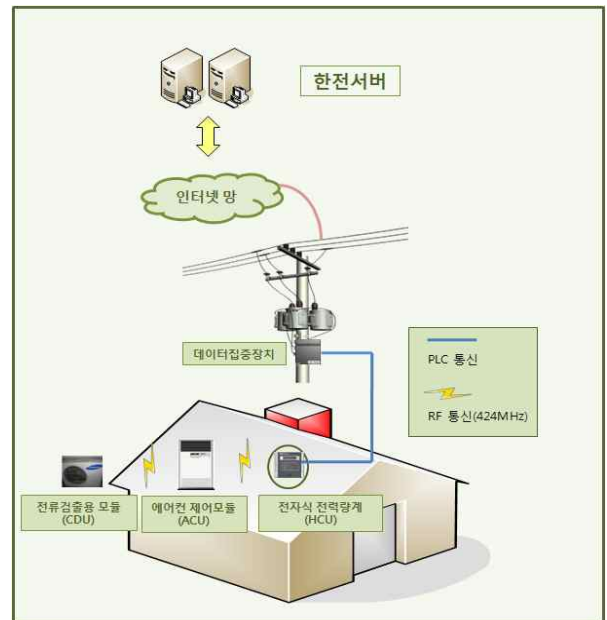 한전서버
인터넷 망
데이터집중장치
PLC 통신
RF 통신(424MHz)
전류검출용 모듈
(CDU)
에어컨 제어모듈
(ACU)
전자식 전력량계
(HCU)